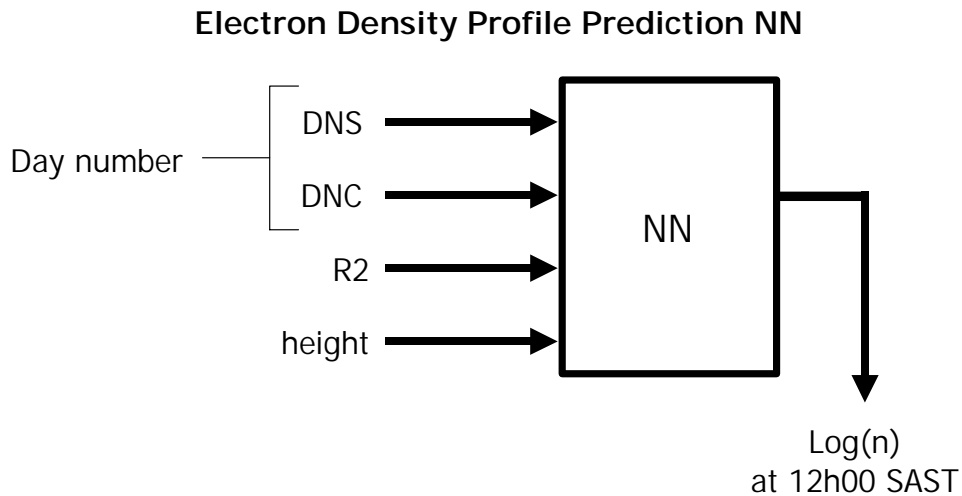 Electron Density Profile Prediction NN
DNS
Day number
DNC
NN
R2
height
Log(n)
at 12h00 SAST